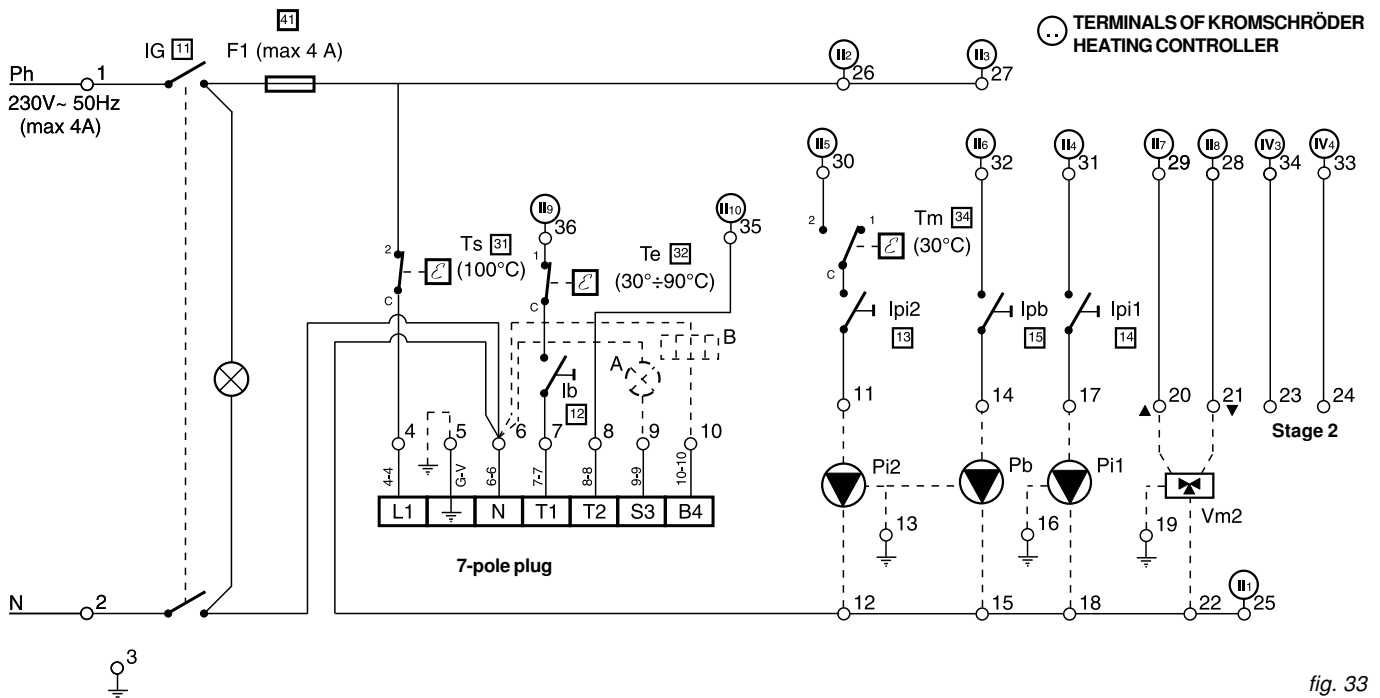 TERMINALS OF KROMSCHRÖDER
HEATING CONTROLLER
41
IG 11 F1 (max 4 A)
Ph 1
230V~ 50Hz
(max 4A)
II2
26
II3
27
II5
30
II6
32
II4
31
II7
29
II8
28
IV3
34
IV4
33
II9
36
II10
35
2
C
Ts 31
(100°C)
ℰ
1
C
ℰ
Te 32
(30°÷90°C)
2
1
C
ℰ
Tm 34
(30°C)
Ipi2
13
Ipb
15
Ipi1
14
A
B
Ib
12
11
14
17
20
▲
21
▼
23
24
Stage 2
4
5
6
7
8
9
10
4-4
G-V
6-6
7-7
8-8
9-9
10-10
L1 N T1 T2 S3 B4
7-pole plug
Pi2
Pb
Pi1
Vm2
13
16
19
N 2
12
15
18
22
II1
25
3
fig. 33